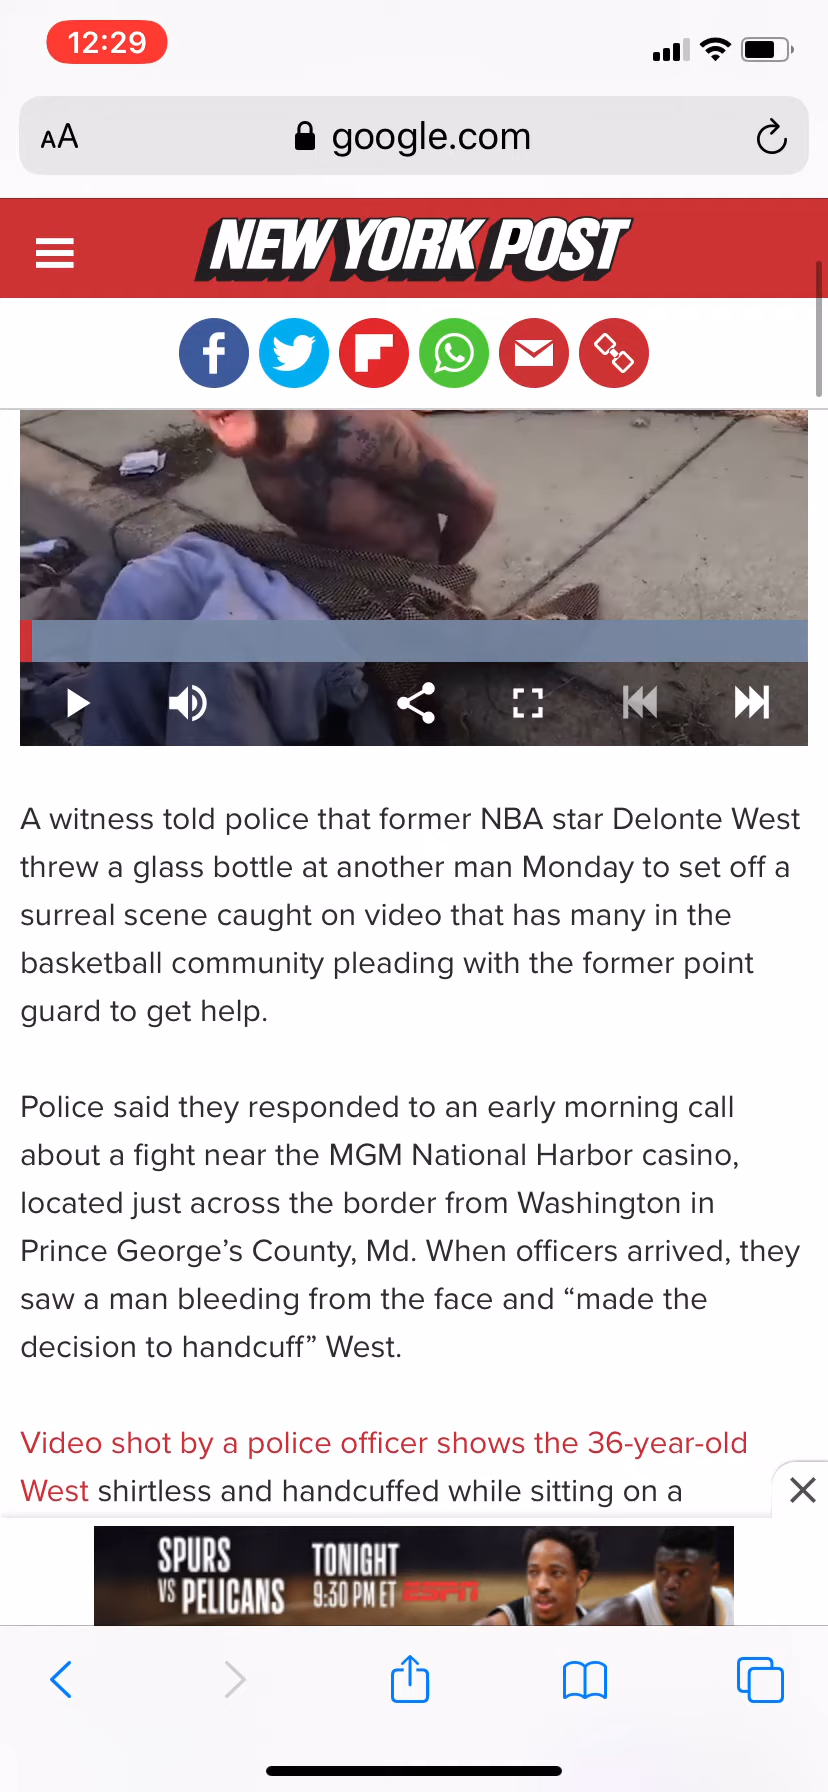 12:29
AA
google.com
NEW YORK POST
A witness told police that former NBA star Delonte West
threw a glass bottle at another man Monday to set off a
surreal scene caught on video that has many in the
basketball community pleading with the former point
guard to get help.
Police said they responded to an early morning call
about a fight near the MGM National Harbor casino,
located just across the border from Washington in
Prince George’s County, Md. When officers arrived, they
saw a man bleeding from the face and “made the
decision to handcuff” West.
Video shot by a police officer shows the 36-year-old
West shirtless and handcuffed while sitting on a
SPURS
VS PELICANS
TONIGHT
9:30 PM ET ESPN